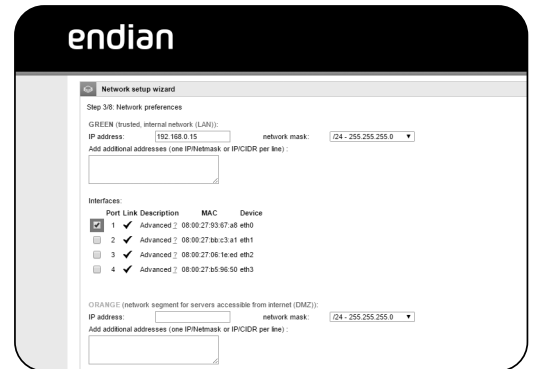 endian
Network setup wizard
Step 3/8: Network preferences
GREEN (trusted, internal network (LAN)):
IP address: 192.168.0.15 network mask: /24 - 255.255.255.0
Add additional addresses (one IP/Netmask or IP/CIDR per line) :
Interfaces:
Port Link Description MAC Device
1 Advanced ? 08:00:27:93:67:a8 eth0
2 Advanced ? 08:00:27:bb:c3:a1 eth1
3 Advanced ? 08:00:27:06:1e:ed eth2
4 Advanced ? 08:00:27:b5:96:50 eth3
ORANGE (network segment for servers accessible from internet (DMZ)):
IP address: network mask: /24 - 255.255.255.0
Add additional addresses (one IP/Netmask or IP/CIDR per line) :